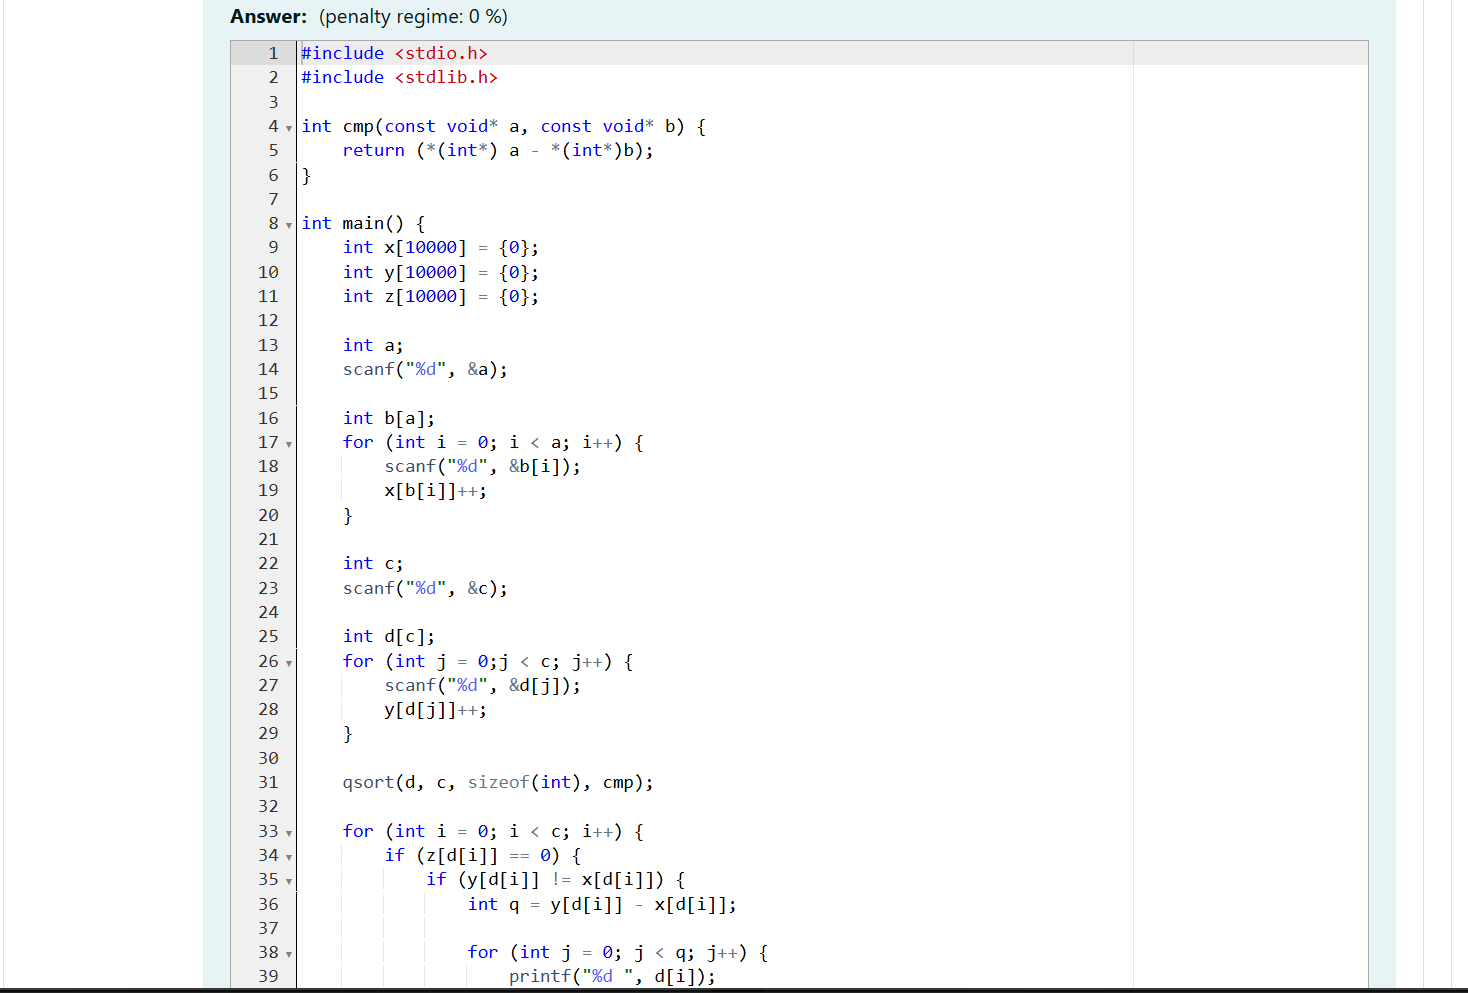 Answer: (penalty regime: 0 %)
1 #include <stdio.h>
2 #include <stdlib.h>
3
4 int cmp(const void* a, const void* b) {
5     return (*(int*) a - *(int*)b);
6 }
7
8 int main() {
9     int x[10000] = {0};
10     int y[10000] = {0};
11     int z[10000] = {0};
12
13     int a;
14     scanf("%d", &a);
15
16     int b[a];
17     for (int i = 0; i < a; i++) {
18         scanf("%d", &b[i]);
19         x[b[i]]++;
20     }
21
22     int c;
23     scanf("%d", &c);
24
25     int d[c];
26     for (int j = 0;j < c; j++) {
27         scanf("%d", &d[j]);
28         y[d[j]]++;
29     }
30
31     qsort(d, c, sizeof(int), cmp);
32
33     for (int i = 0; i < c; i++) {
34         if (z[d[i]] == 0) {
35             if (y[d[i]] != x[d[i]]) {
36                 int q = y[d[i]] - x[d[i]];
37
38                 for (int j = 0; j < q; j++) {
39                     printf("%d ", d[i]);